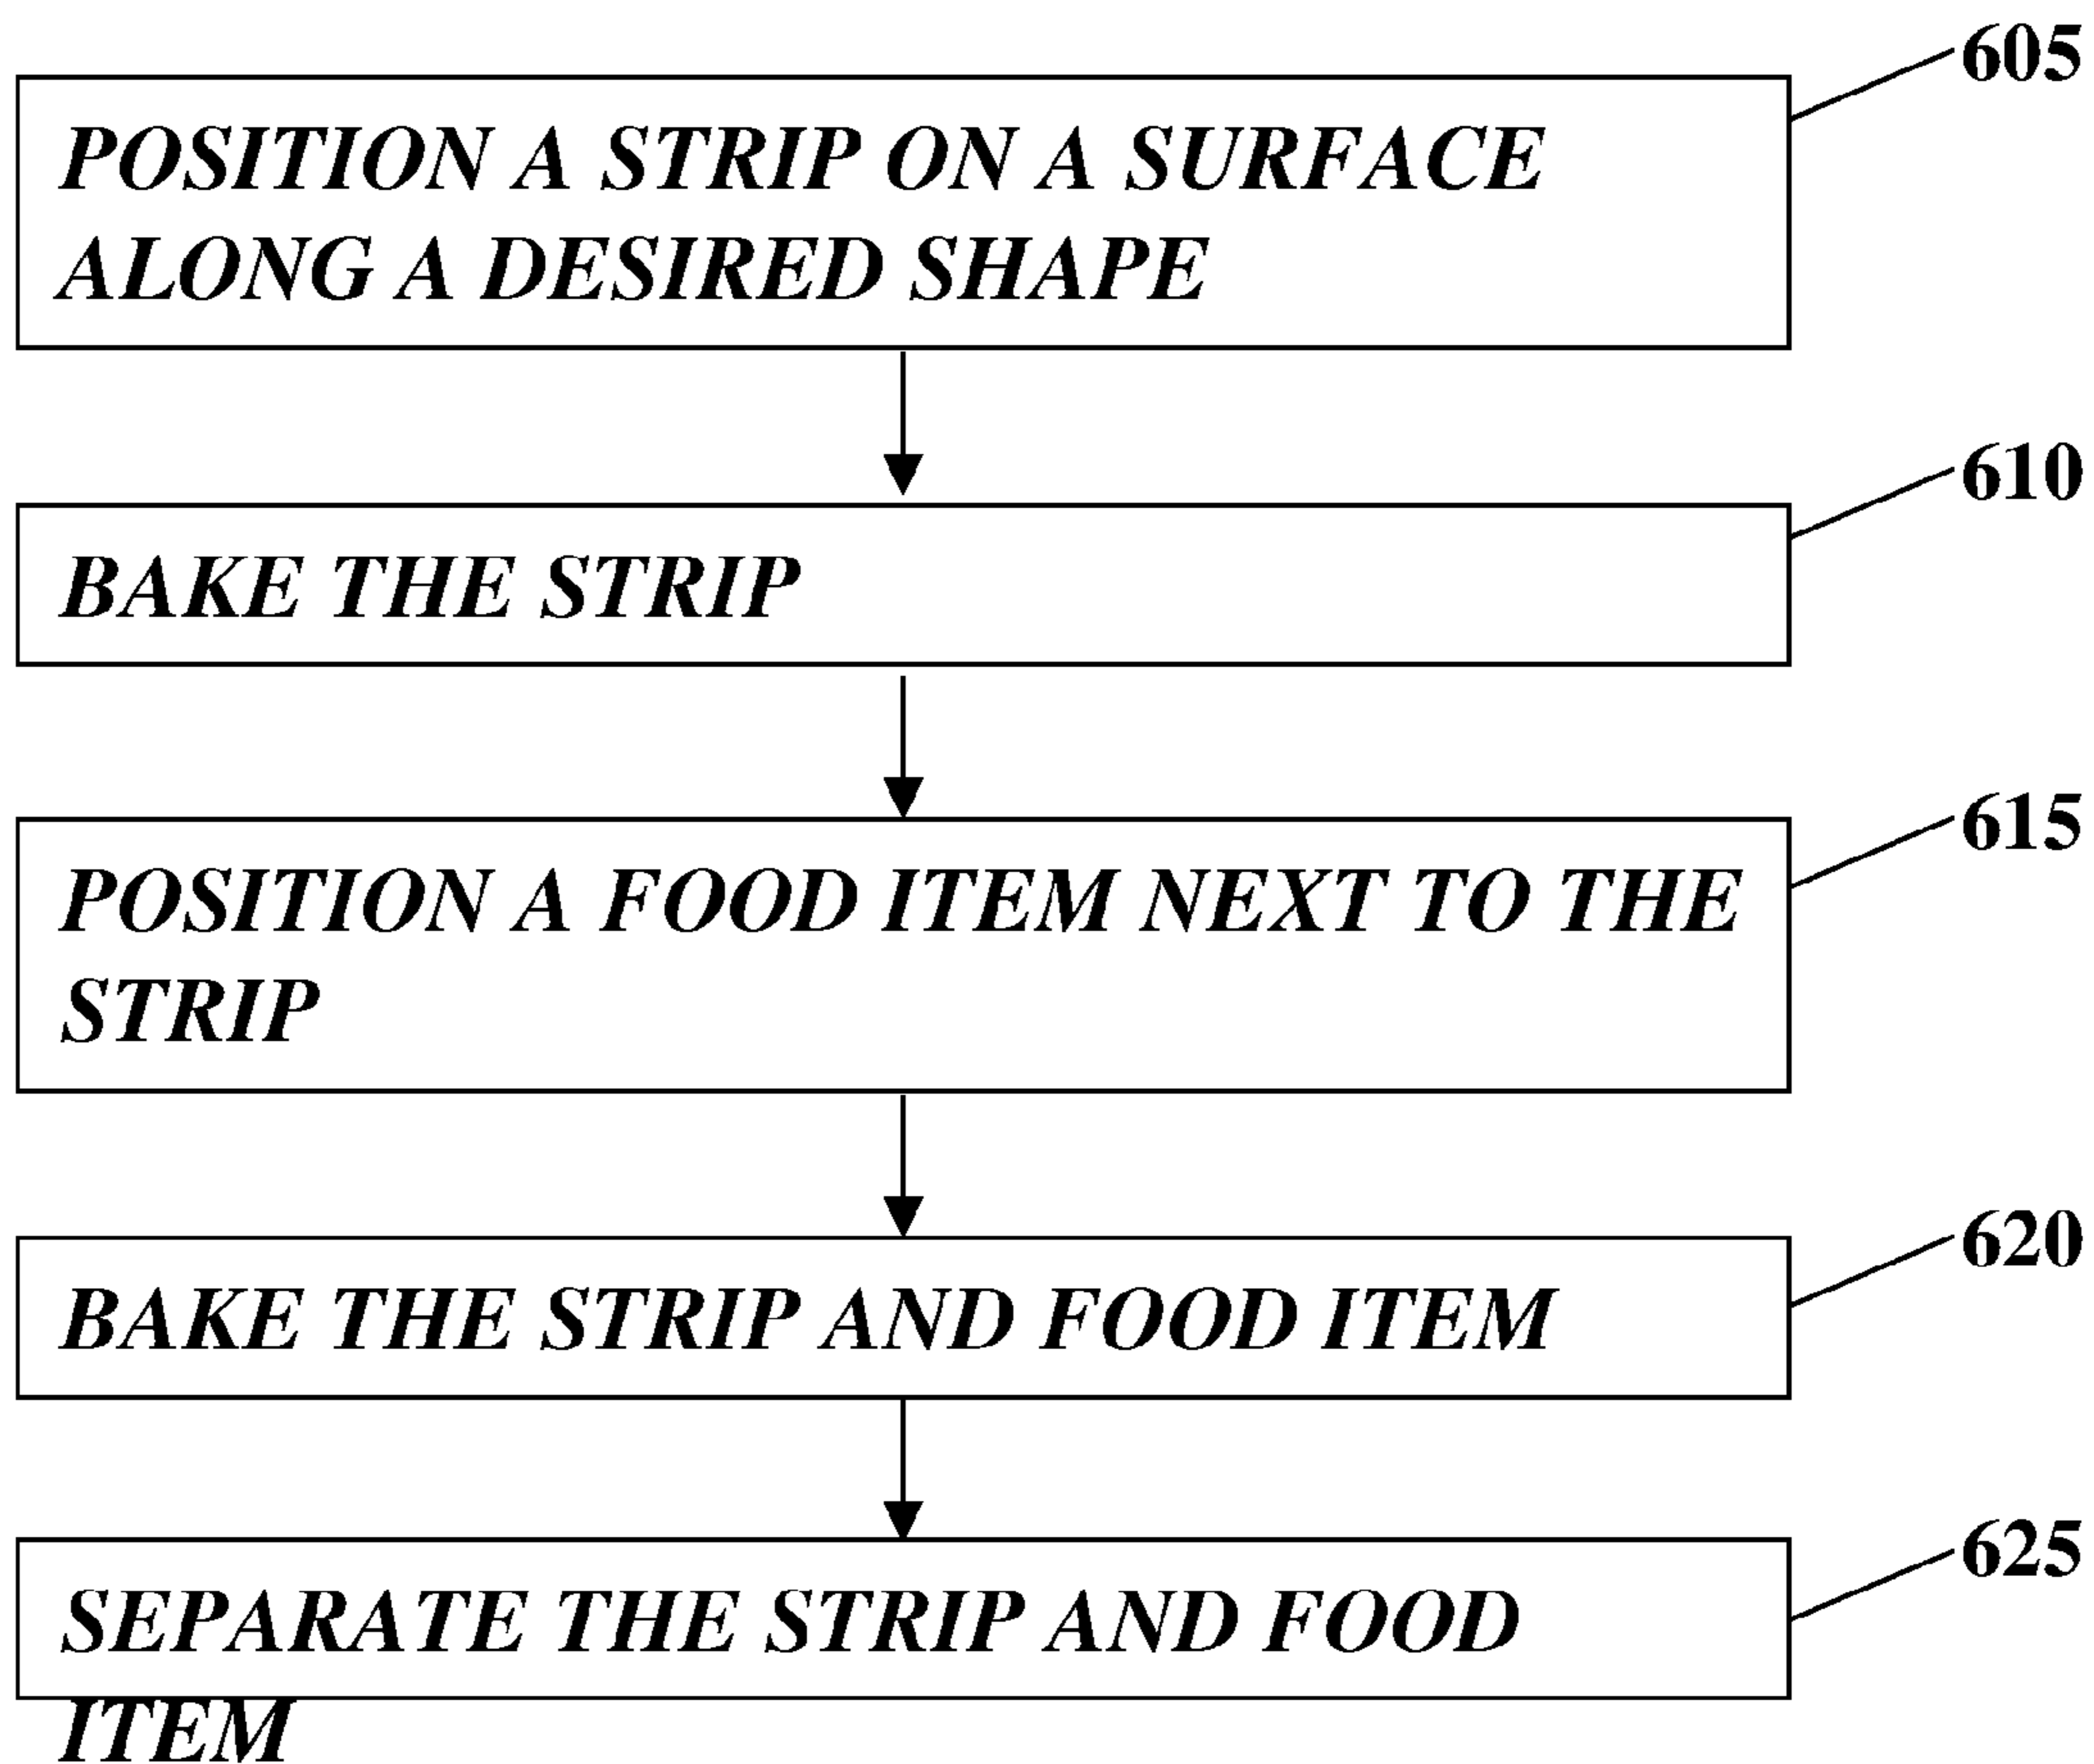 605
POSITION A STRIP ON A SURFACE
ALONG A DESIRED SHAPE
610
BAKE THE STRIP
615
POSITION A FOOD ITEM NEXT TO THE
STRIP
620
BAKE THE STRIP AND FOOD ITEM
625
SEPARATE THE STRIP AND FOOD
ITEM